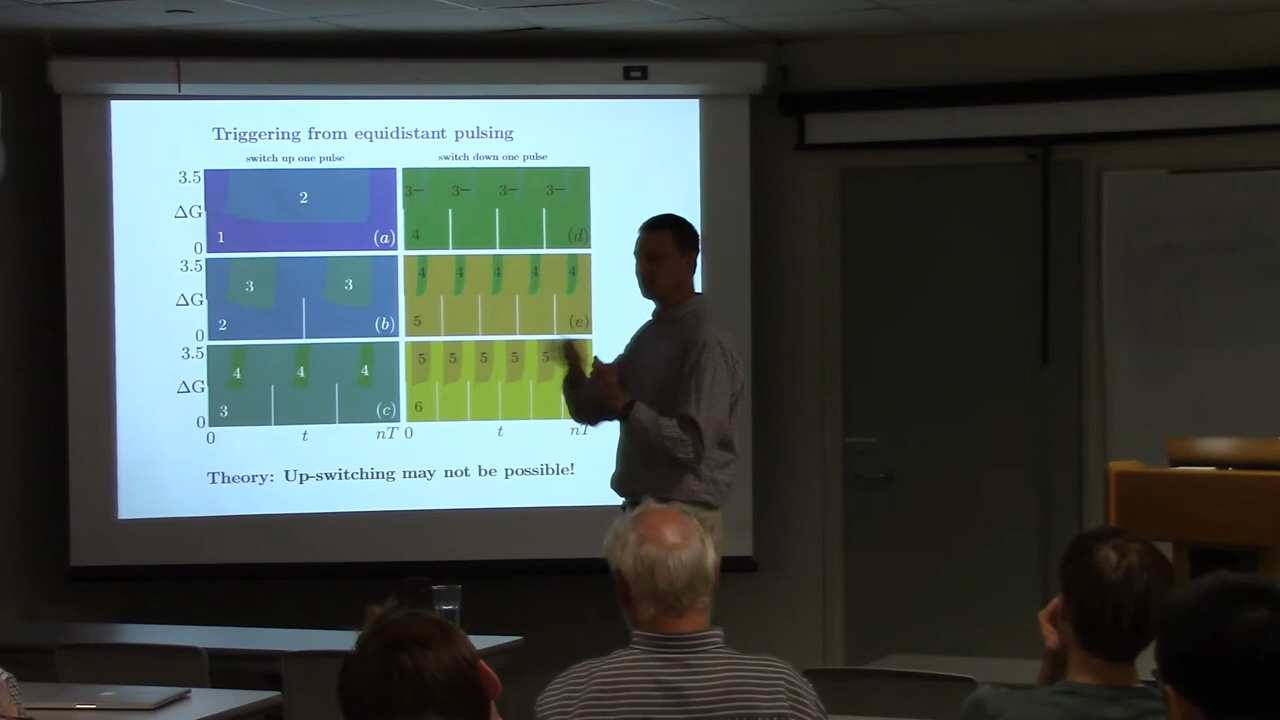 Triggering from equidistant pulsing
switch up one pulse
switch down one pulse
3.5
ΔG
0
2
1
(a)
3− 3− 3− 3−
4
(d)
3.5
ΔG
0
3 3
2
(b)
4 4 4 4 4
5
(e)
3.5
ΔG
0
4 4 4
3
(c)
5 5 5 5 5
6
0 t nT
0 t nT
Theory: Up-switching may not be possible!